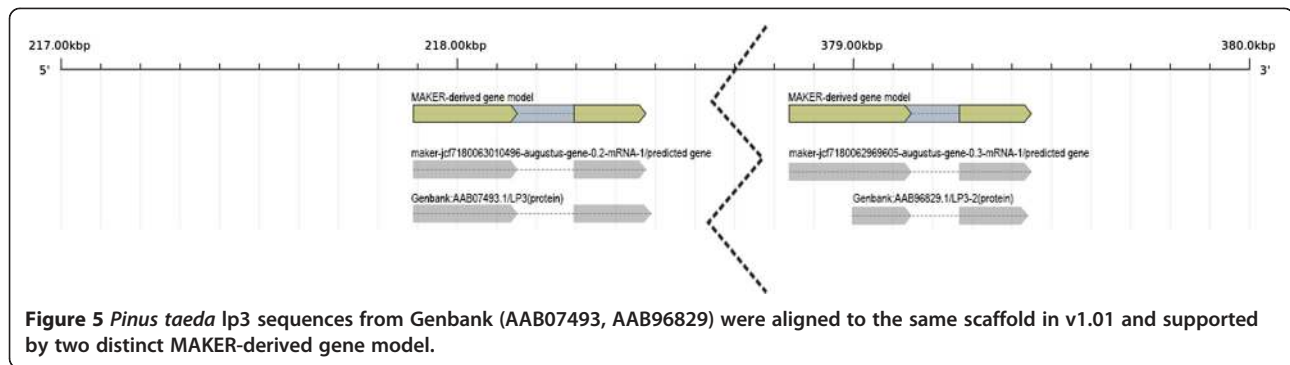 217.00kbp 218.00kbp 379.00kbp 380.0kbp
5' 3'
MAKER-derived gene model MAKER-derived gene model
maker-jcf7180063010496-augustus-gene-0.2-mRNA-1/predicted gene maker-jcf7180062969605-augustus-gene-0.3-mRNA-1/predicted gene
Genbank:AAB07493.1/LP3(protein) Genbank:AAB96829.1/LP3-2(protein)
Figure 5 Pinus taeda lp3 sequences from Genbank (AAB07493, AAB96829) were aligned to the same scaffold in v1.01 and supported
by two distinct MAKER-derived gene model.